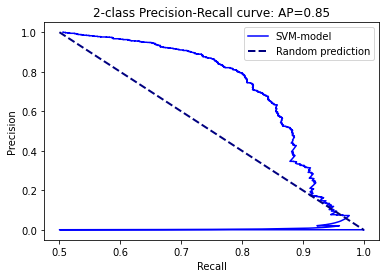 2-class Precision-Recall curve: AP=0.85
SVM-model
Random prediction
Precision
1.0
0.8
0.6
0.4
0.2
0.0
0.5 0.6 0.7 0.8 0.9 1.0
Recall